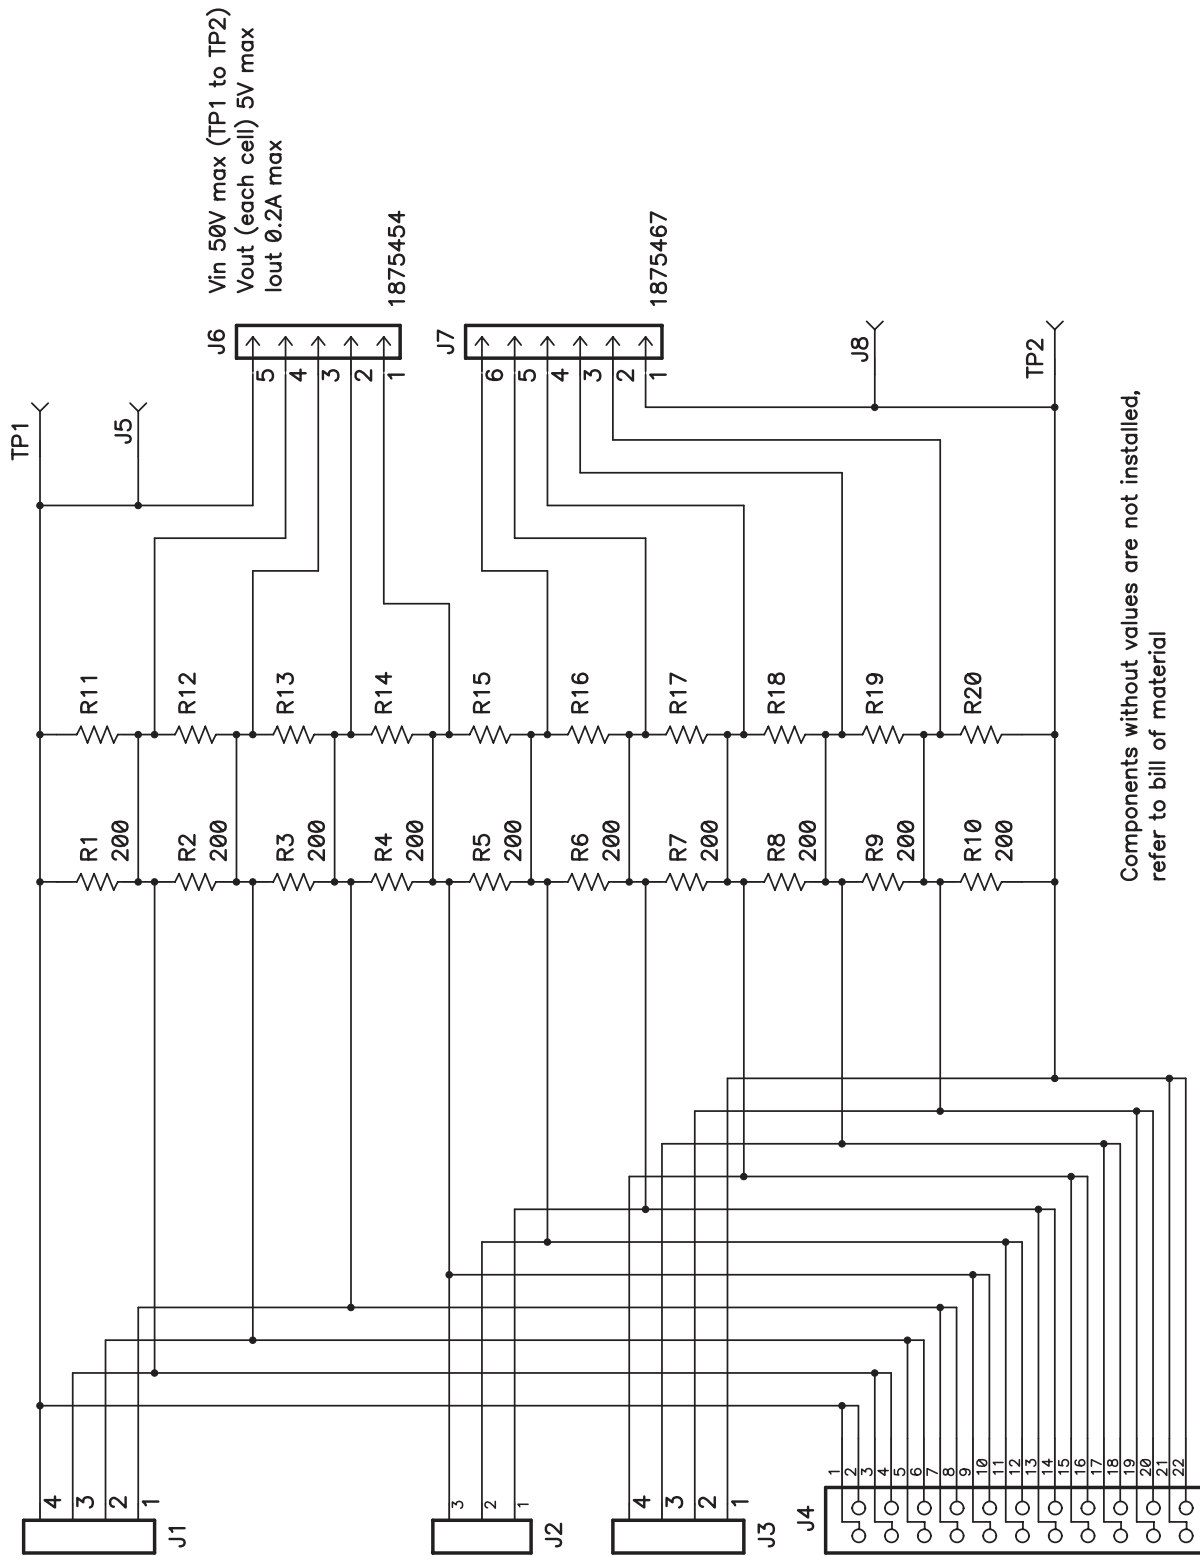 TP1
J5
J6
5
4
3
2
1
1875454
Vin 50V max (TP1 to TP2)
Vout (each cell) 5V max
Iout 0.2A max
J7
6
5
4
3
2
1
1875467
J8
TP2
R11
R12
R13
R14
R15
R16
R17
R18
R19
R20
R1
200
R2
200
R3
200
R4
200
R5
200
R6
200
R7
200
R8
200
R9
200
R10
200
Components without values are not installed,
refer to bill of material
4
3
2
1
J1
3
2
1
J2
4
3
2
1
J3
J4
1
2
3
4
5
6
7
8
9
10
11
12
13
14
15
16
17
18
19
20
21
22